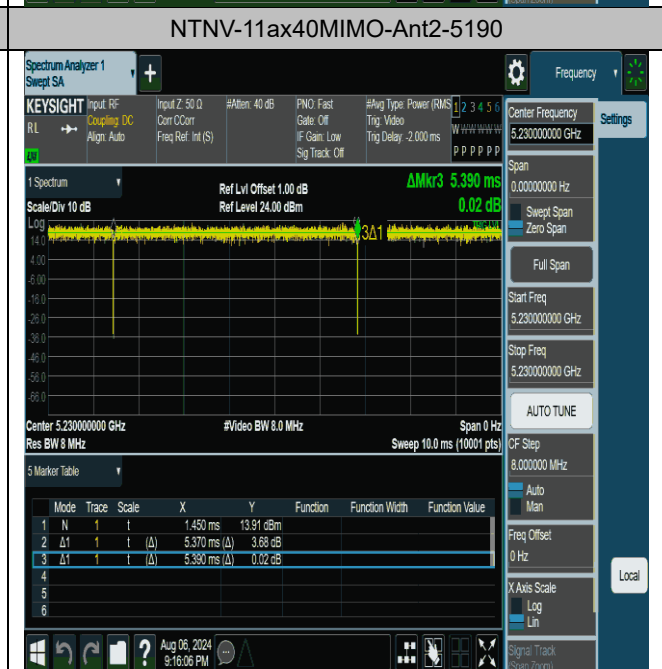 NTNV-11ax40MIMO-Ant2-5190
Spectrum Analyzer 1
Swept SA
+
Frequency
KEYSIGHT
RL
Input: RF
Coupling: DC
Align: Auto
Input Z: 50 Ω
Corr CCorr
Freq Ref: Int (S)
#Atten: 40 dB
PNO: Fast
Gate: Off
IF Gain: Low
Sig Track: Off
#Avg Type: Power (RMS
Trig: Video
Trig Delay: -2.000 ms
1 2 3 4 5 6
W W W W W W
P P P P P P
Center Frequency
5.230000000 GHz
Settings
Span
0.00000000 Hz
Swept Span
Zero Span
Full Span
Start Freq
5.230000000 GHz
Stop Freq
5.230000000 GHz
AUTO TUNE
CF Step
8.000000 MHz
Auto
Man
Freq Offset
0 Hz
X Axis Scale
Log
Lin
Signal Track
(Span Zoom)
Local
1 Spectrum
Scale/Div 10 dB
Ref Lvl Offset 1.00 dB
Ref Level 24.00 dBm
ΔMkr3 5.390 ms
0.02 dB
Log
14.0
4.00
-6.00
-16.0
-26.0
-36.0
-46.0
-56.0
-66.0
3Δ1
Center 5.230000000 GHz
Res BW 8 MHz
#Video BW 8.0 MHz
Span 0 Hz
Sweep 10.0 ms (10001 pts)
5 Marker Table
Mode Trace Scale X Y Function Function Width Function Value
1 N 1 t 1.450 ms 13.91 dBm
2 Δ1 1 t (Δ) 5.370 ms (Δ) 3.68 dB
3 Δ1 1 t (Δ) 5.390 ms (Δ) 0.02 dB
4
5
6
?
Aug 06, 2024
9:16:06 PM